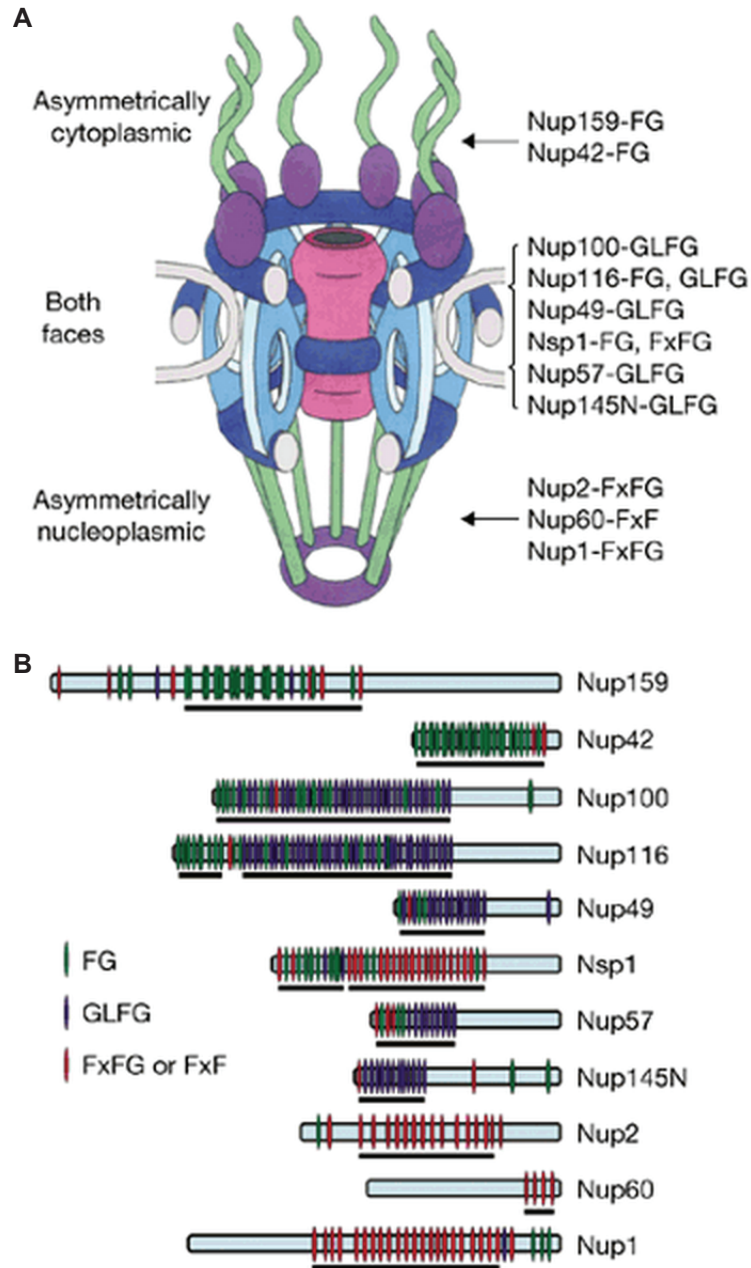 A
Asymmetrically
cytoplasmic
Nup159-FG
Nup42-FG
Both
faces
Nup100-GLFG
Nup116-FG, GLFG
Nup49-GLFG
Nsp1-FG, FxFG
Nup57-GLFG
Nup145N-GLFG
Asymmetrically
nucleoplasmic
Nup2-FxFG
Nup60-FxF
Nup1-FxFG
B
Nup159
Nup42
Nup100
Nup116
Nup49
Nsp1
Nup57
Nup145N
Nup2
Nup60
Nup1
FG
GLFG
FxFG or FxF